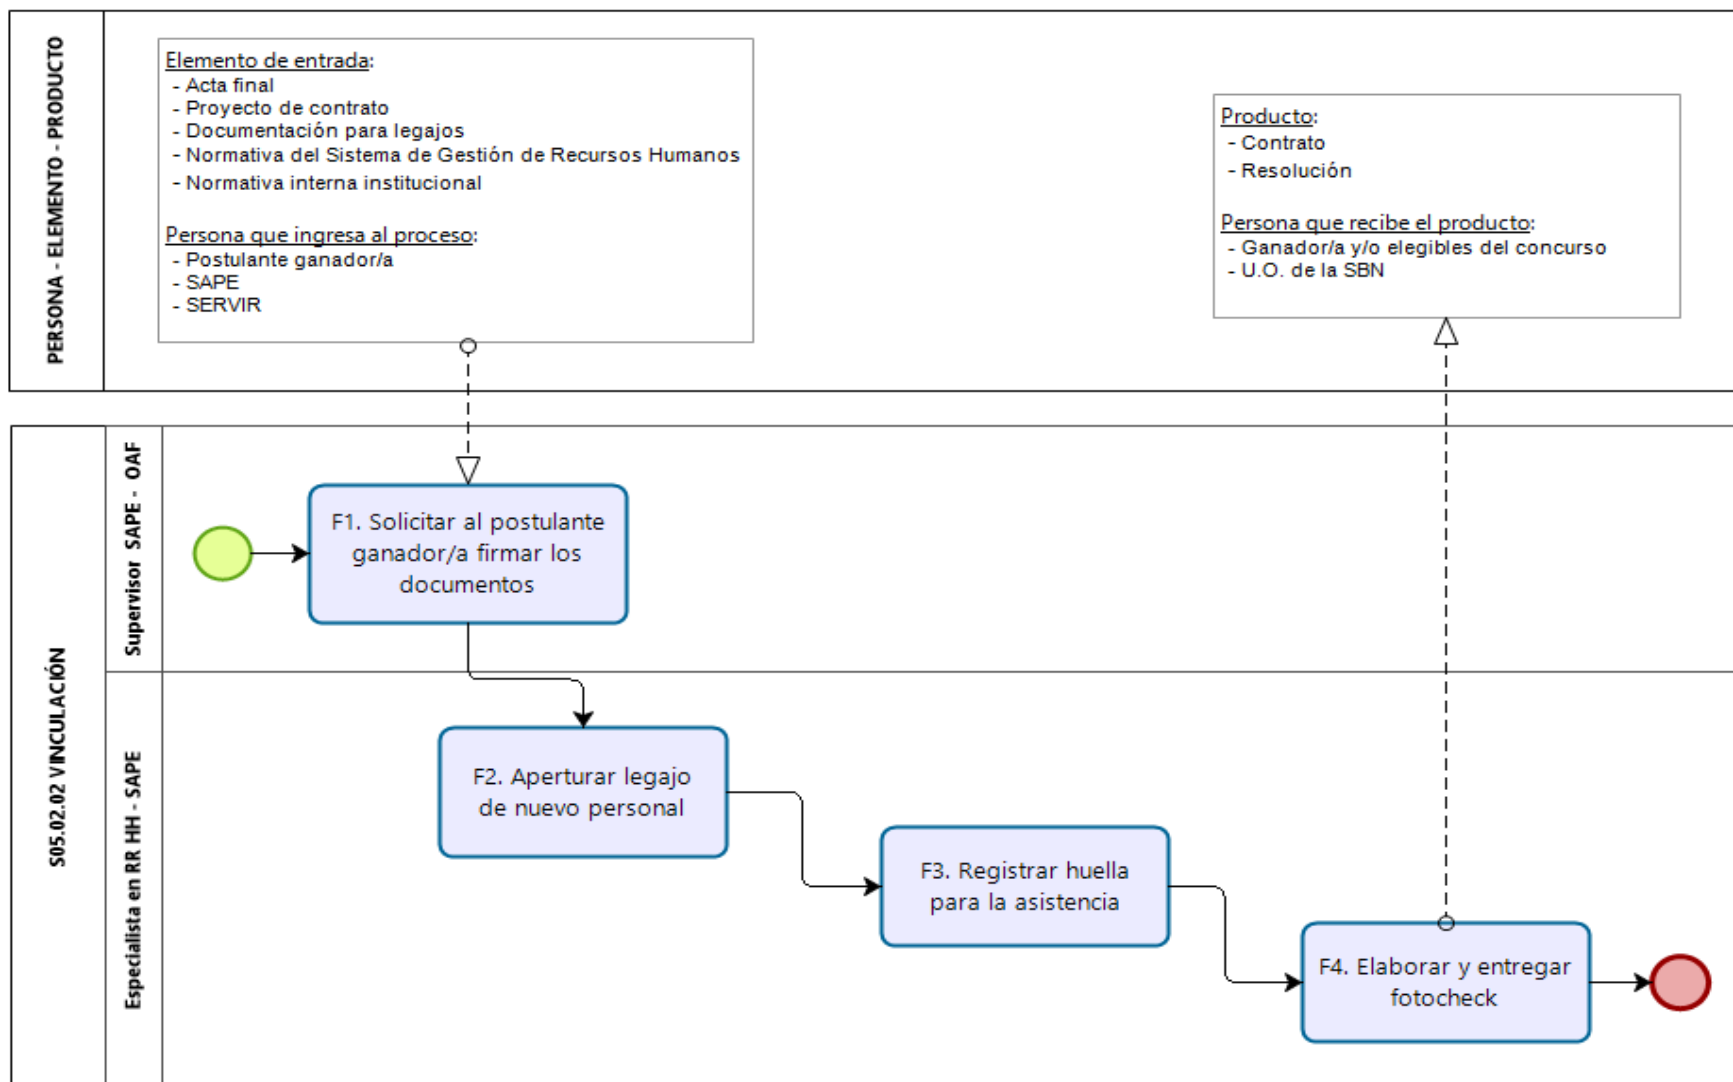 PERSONA - ELEMENTO - PRODUCTO
Elemento de entrada:
- Acta final
- Proyecto de contrato
- Documentación para legajos
- Normativa del Sistema de Gestión de Recursos Humanos
- Normativa interna institucional
Persona que ingresa al proceso:
- Postulante ganador/a
- SAPE
- SERVIR
Producto:
- Contrato
- Resolución
Persona que recibe el producto:
- Ganador/a y/o elegibles del concurso
- U.O. de la SBN
S05.02.02 VINCULACIÓN
Supervisor SAPE - OAF
F1. Solicitar al postulante
ganador/a firmar los
documentos
Especialista en RR HH - SAPE
F2. Aperturar legajo
de nuevo personal
F3. Registrar huella
para la asistencia
F4. Elaborar y entregar
fotocheck